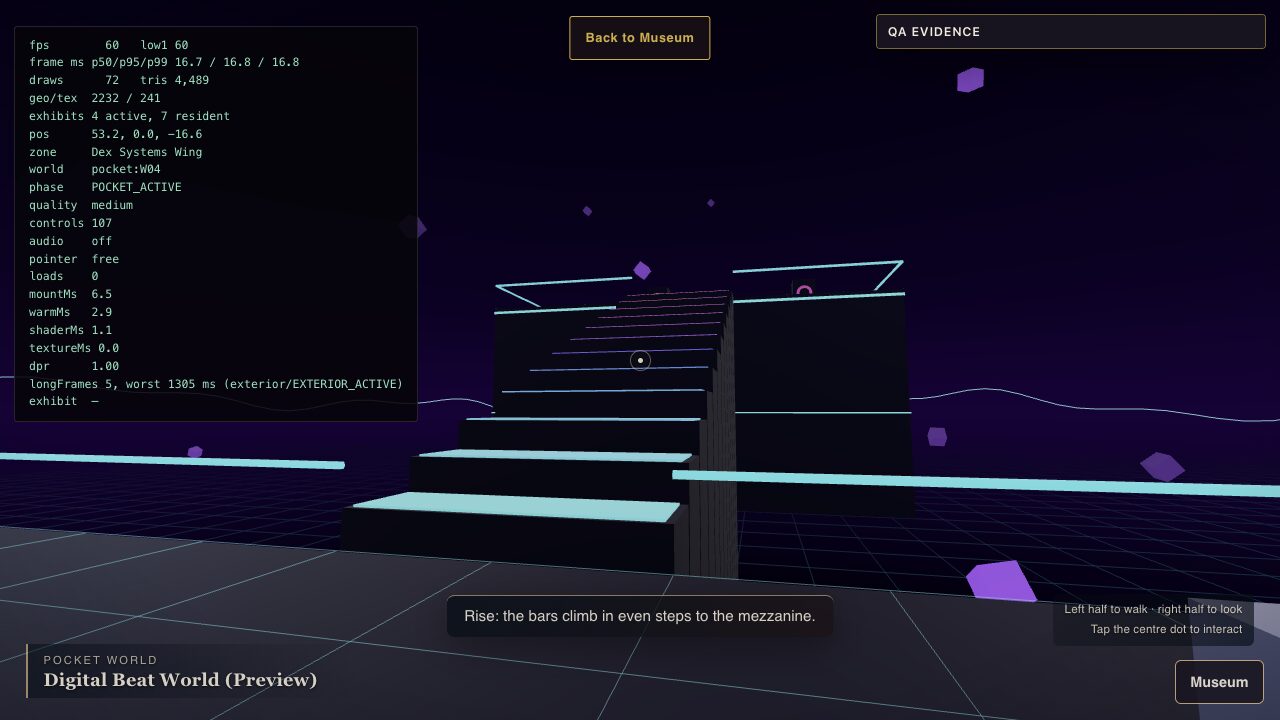 fps 60 low1 60
frame ms p50/p95/p99 16.7 / 16.8 / 16.8
draws 72 tris 4,489
geo/tex 2232 / 241
exhibits 4 active, 7 resident
pos 53.2, 0.0, −16.6
zone Dex Systems Wing
world pocket:W04
phase POCKET_ACTIVE
quality medium
controls 107
audio off
pointer free
loads 0
mountMs 6.5
warmMs 2.9
shaderMs 1.1
textureMs 0.0
dpr 1.00
longFrames 5, worst 1305 ms (exterior/EXTERIOR_ACTIVE)
exhibit —
Back to Museum
QA EVIDENCE
Rise: the bars climb in even steps to the mezzanine.
Left half to walk · right half to look
Tap the centre dot to interact
POCKET WORLD
Digital Beat World (Preview)
Museum